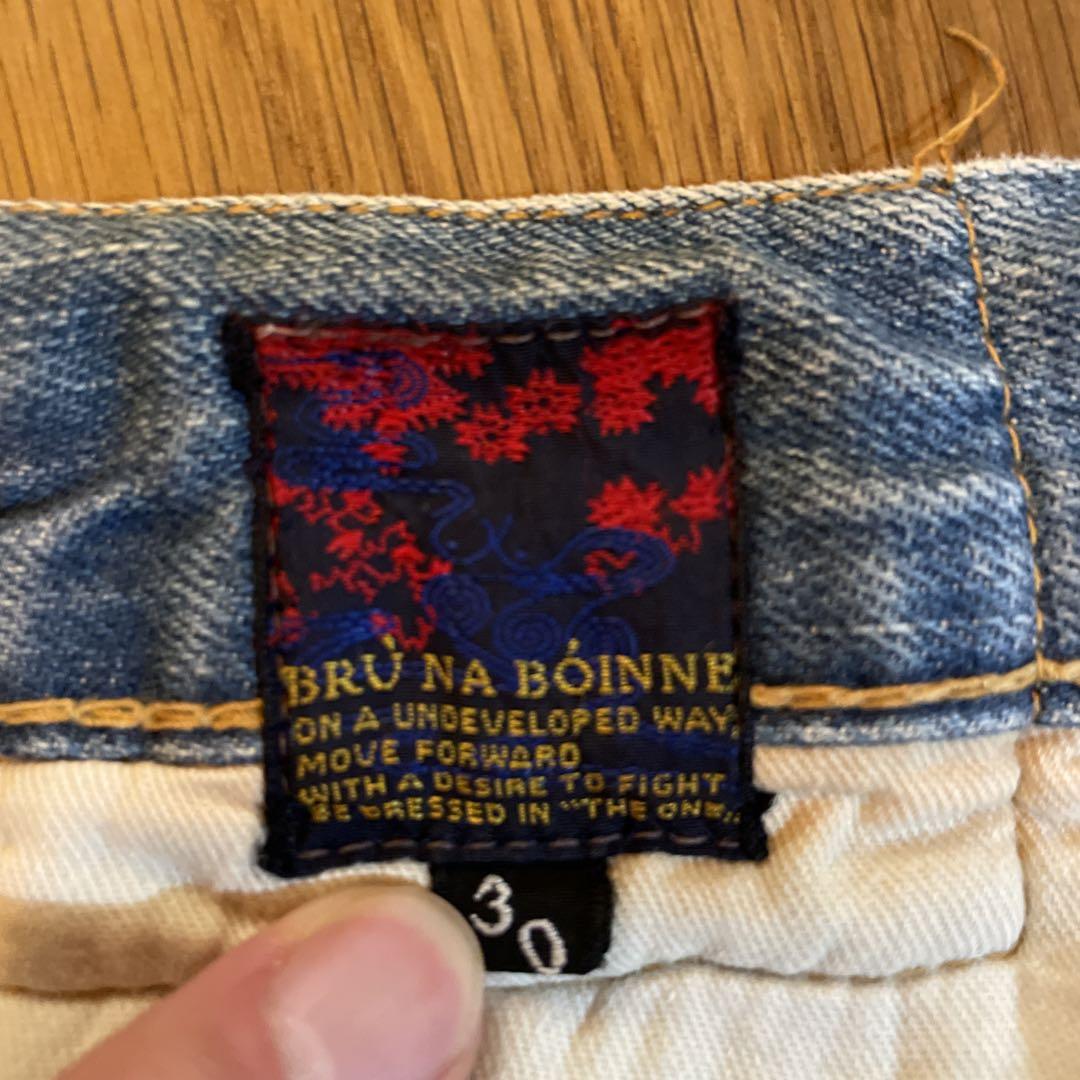 BRÙ NA BÓINNE
ON A UNDEVELOPED WAY,
MOVE FORWARD
WITH A DESIRE TO FIGHT
BE DRESSED IN "THE ONE„
30